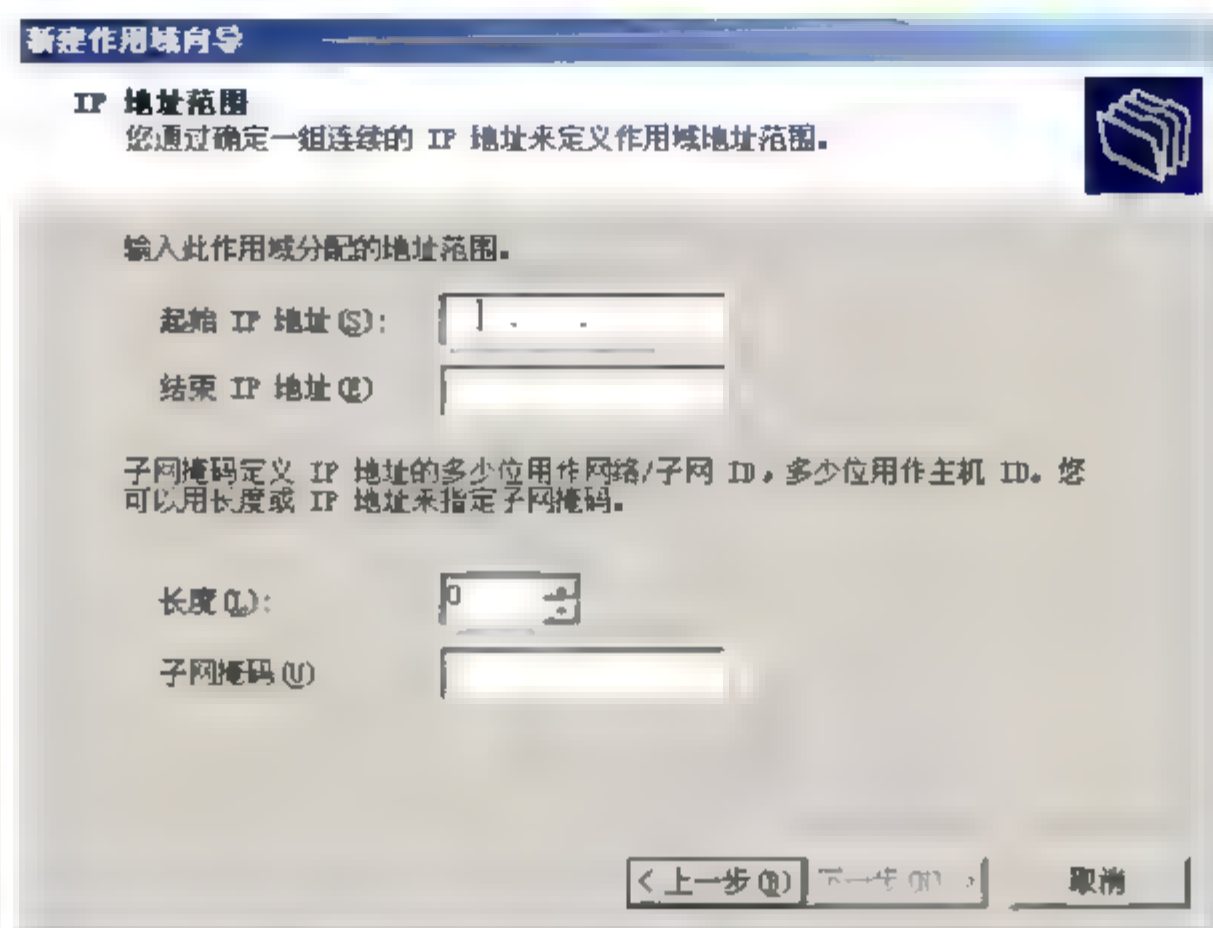 新建作用域向导
IP 地址范围
您通过确定一组连续的 IP 地址来定义作用域地址范围。
输入此作用域分配的地址范围。
起始 IP 地址(S):
结束 IP 地址(E)
子网掩码定义 IP 地址的多少位用作网络/子网 ID，多少位用作主机 ID。您
可以用长度或 IP 地址来指定子网掩码。
长度(L):
0
子网掩码(U)
< 上一步(B) 下一步(N) > 取消